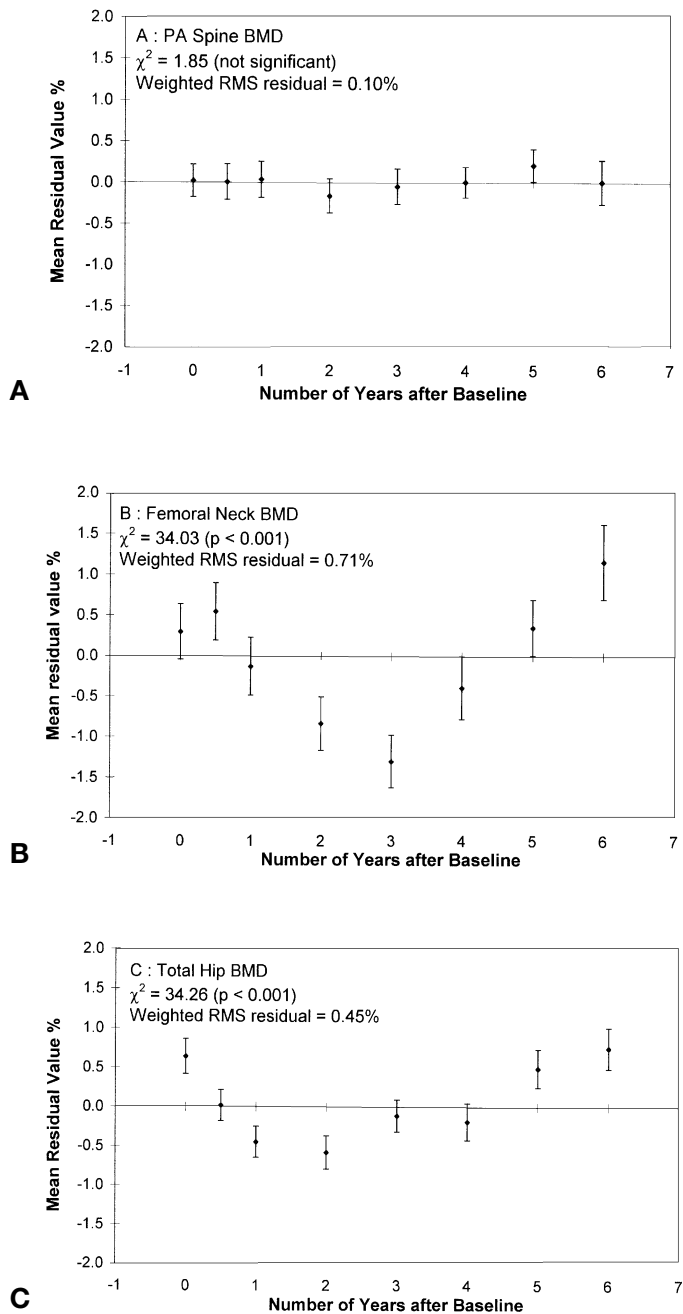 2.0
A : PA Spine BMD
χ² = 1.85 (not significant)
Weighted RMS residual = 0.10%
1.5
1.0
0.5
0.0
-0.5
-1.0
-1.5
-2.0
Mean Residual Value %
-1 0 1 2 3 4 5 6 7
Number of Years after Baseline
A
2.0
B : Femoral Neck BMD
χ² = 34.03 (p < 0.001)
Weighted RMS residual = 0.71%
1.5
1.0
0.5
0.0
-0.5
-1.0
-1.5
-2.0
Mean residual value %
-1 0 1 2 3 4 5 6 7
Number of Years after Baseline
B
2.0
C : Total Hip BMD
χ² = 34.26 (p < 0.001)
Weighted RMS residual = 0.45%
1.5
1.0
0.5
0.0
-0.5
-1.0
-1.5
-2.0
Mean Residual Value %
-1 0 1 2 3 4 5 6 7
Number of Years after Baseline
C